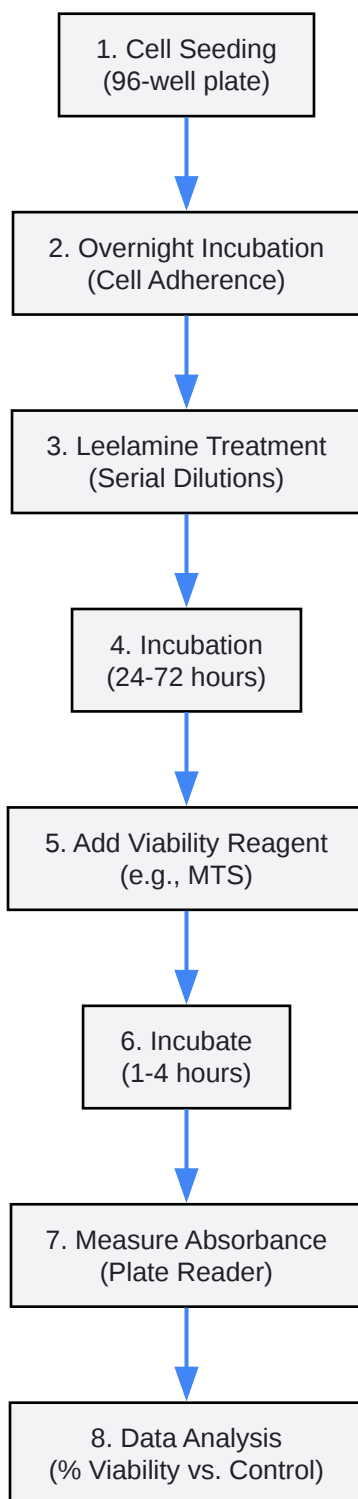 1. Cell Seeding
(96-well plate)
2. Overnight Incubation
(Cell Adherence)
3. Leelamine Treatment
(Serial Dilutions)
4. Incubation
(24-72 hours)
5. Add Viability Reagent
(e.g., MTS)
6. Incubate
(1-4 hours)
7. Measure Absorbance
(Plate Reader)
8. Data Analysis
(% Viability vs. Control)